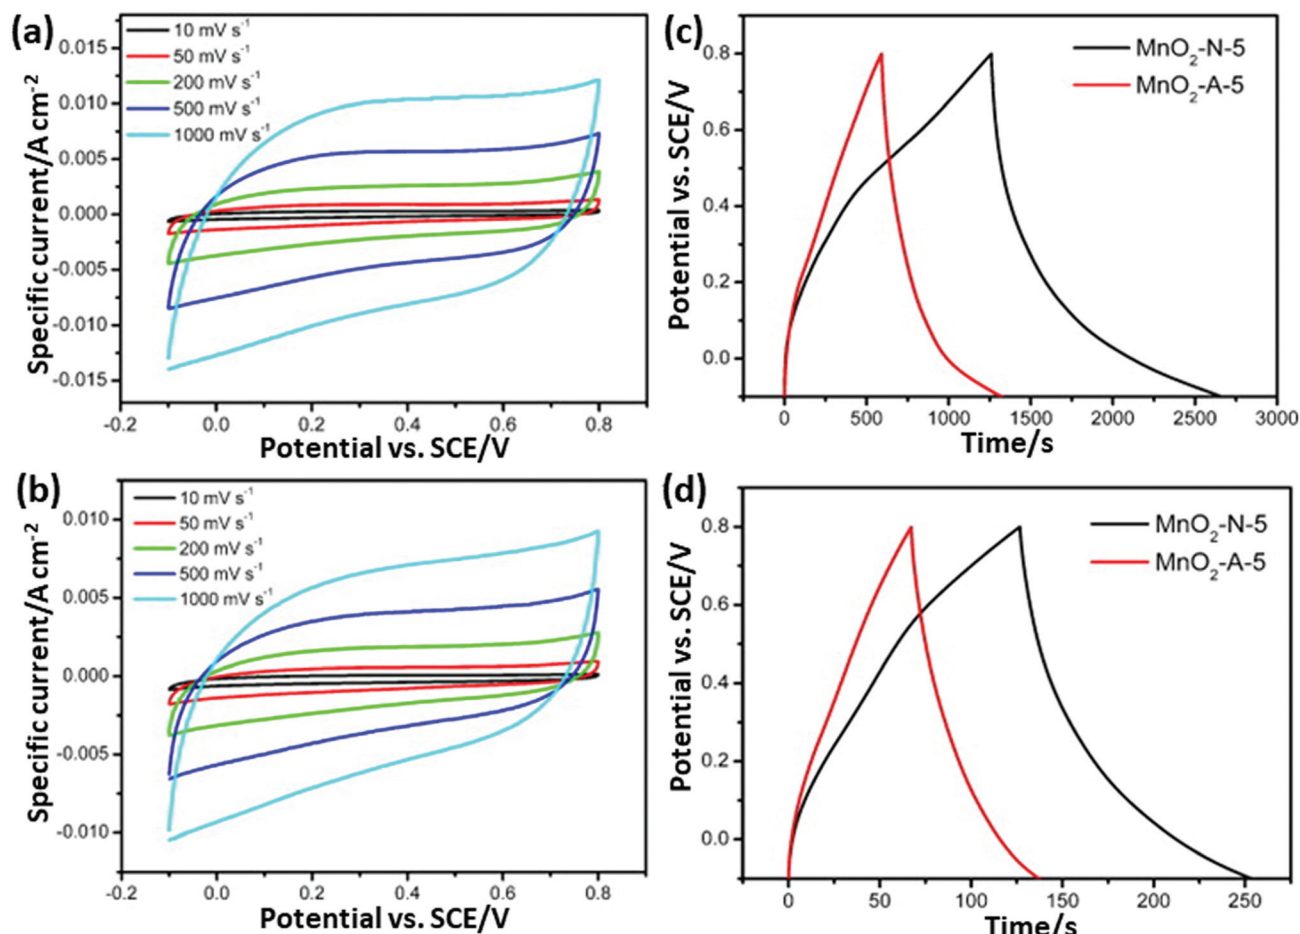 (a)
10 mV s⁻¹
50 mV s⁻¹
200 mV s⁻¹
500 mV s⁻¹
1000 mV s⁻¹
Specific current/A cm⁻²
0.015
0.010
0.005
0.000
-0.005
-0.010
-0.015
-0.2 0.0 0.2 0.4 0.6 0.8
Potential vs. SCE/V
(c)
MnO₂-N-5
MnO₂-A-5
Potential vs. SCE/V
0.8
0.6
0.4
0.2
0.0
0 500 1000 1500 2000 2500 3000
Time/s
(b)
10 mV s⁻¹
50 mV s⁻¹
200 mV s⁻¹
500 mV s⁻¹
1000 mV s⁻¹
Specific current/A cm⁻²
0.010
0.005
0.000
-0.005
-0.010
-0.2 0.0 0.2 0.4 0.6 0.8
Potential vs. SCE/V
(d)
MnO₂-N-5
MnO₂-A-5
Potential vs. SCE/V
0.8
0.6
0.4
0.2
0.0
0 50 100 150 200 250
Time/s